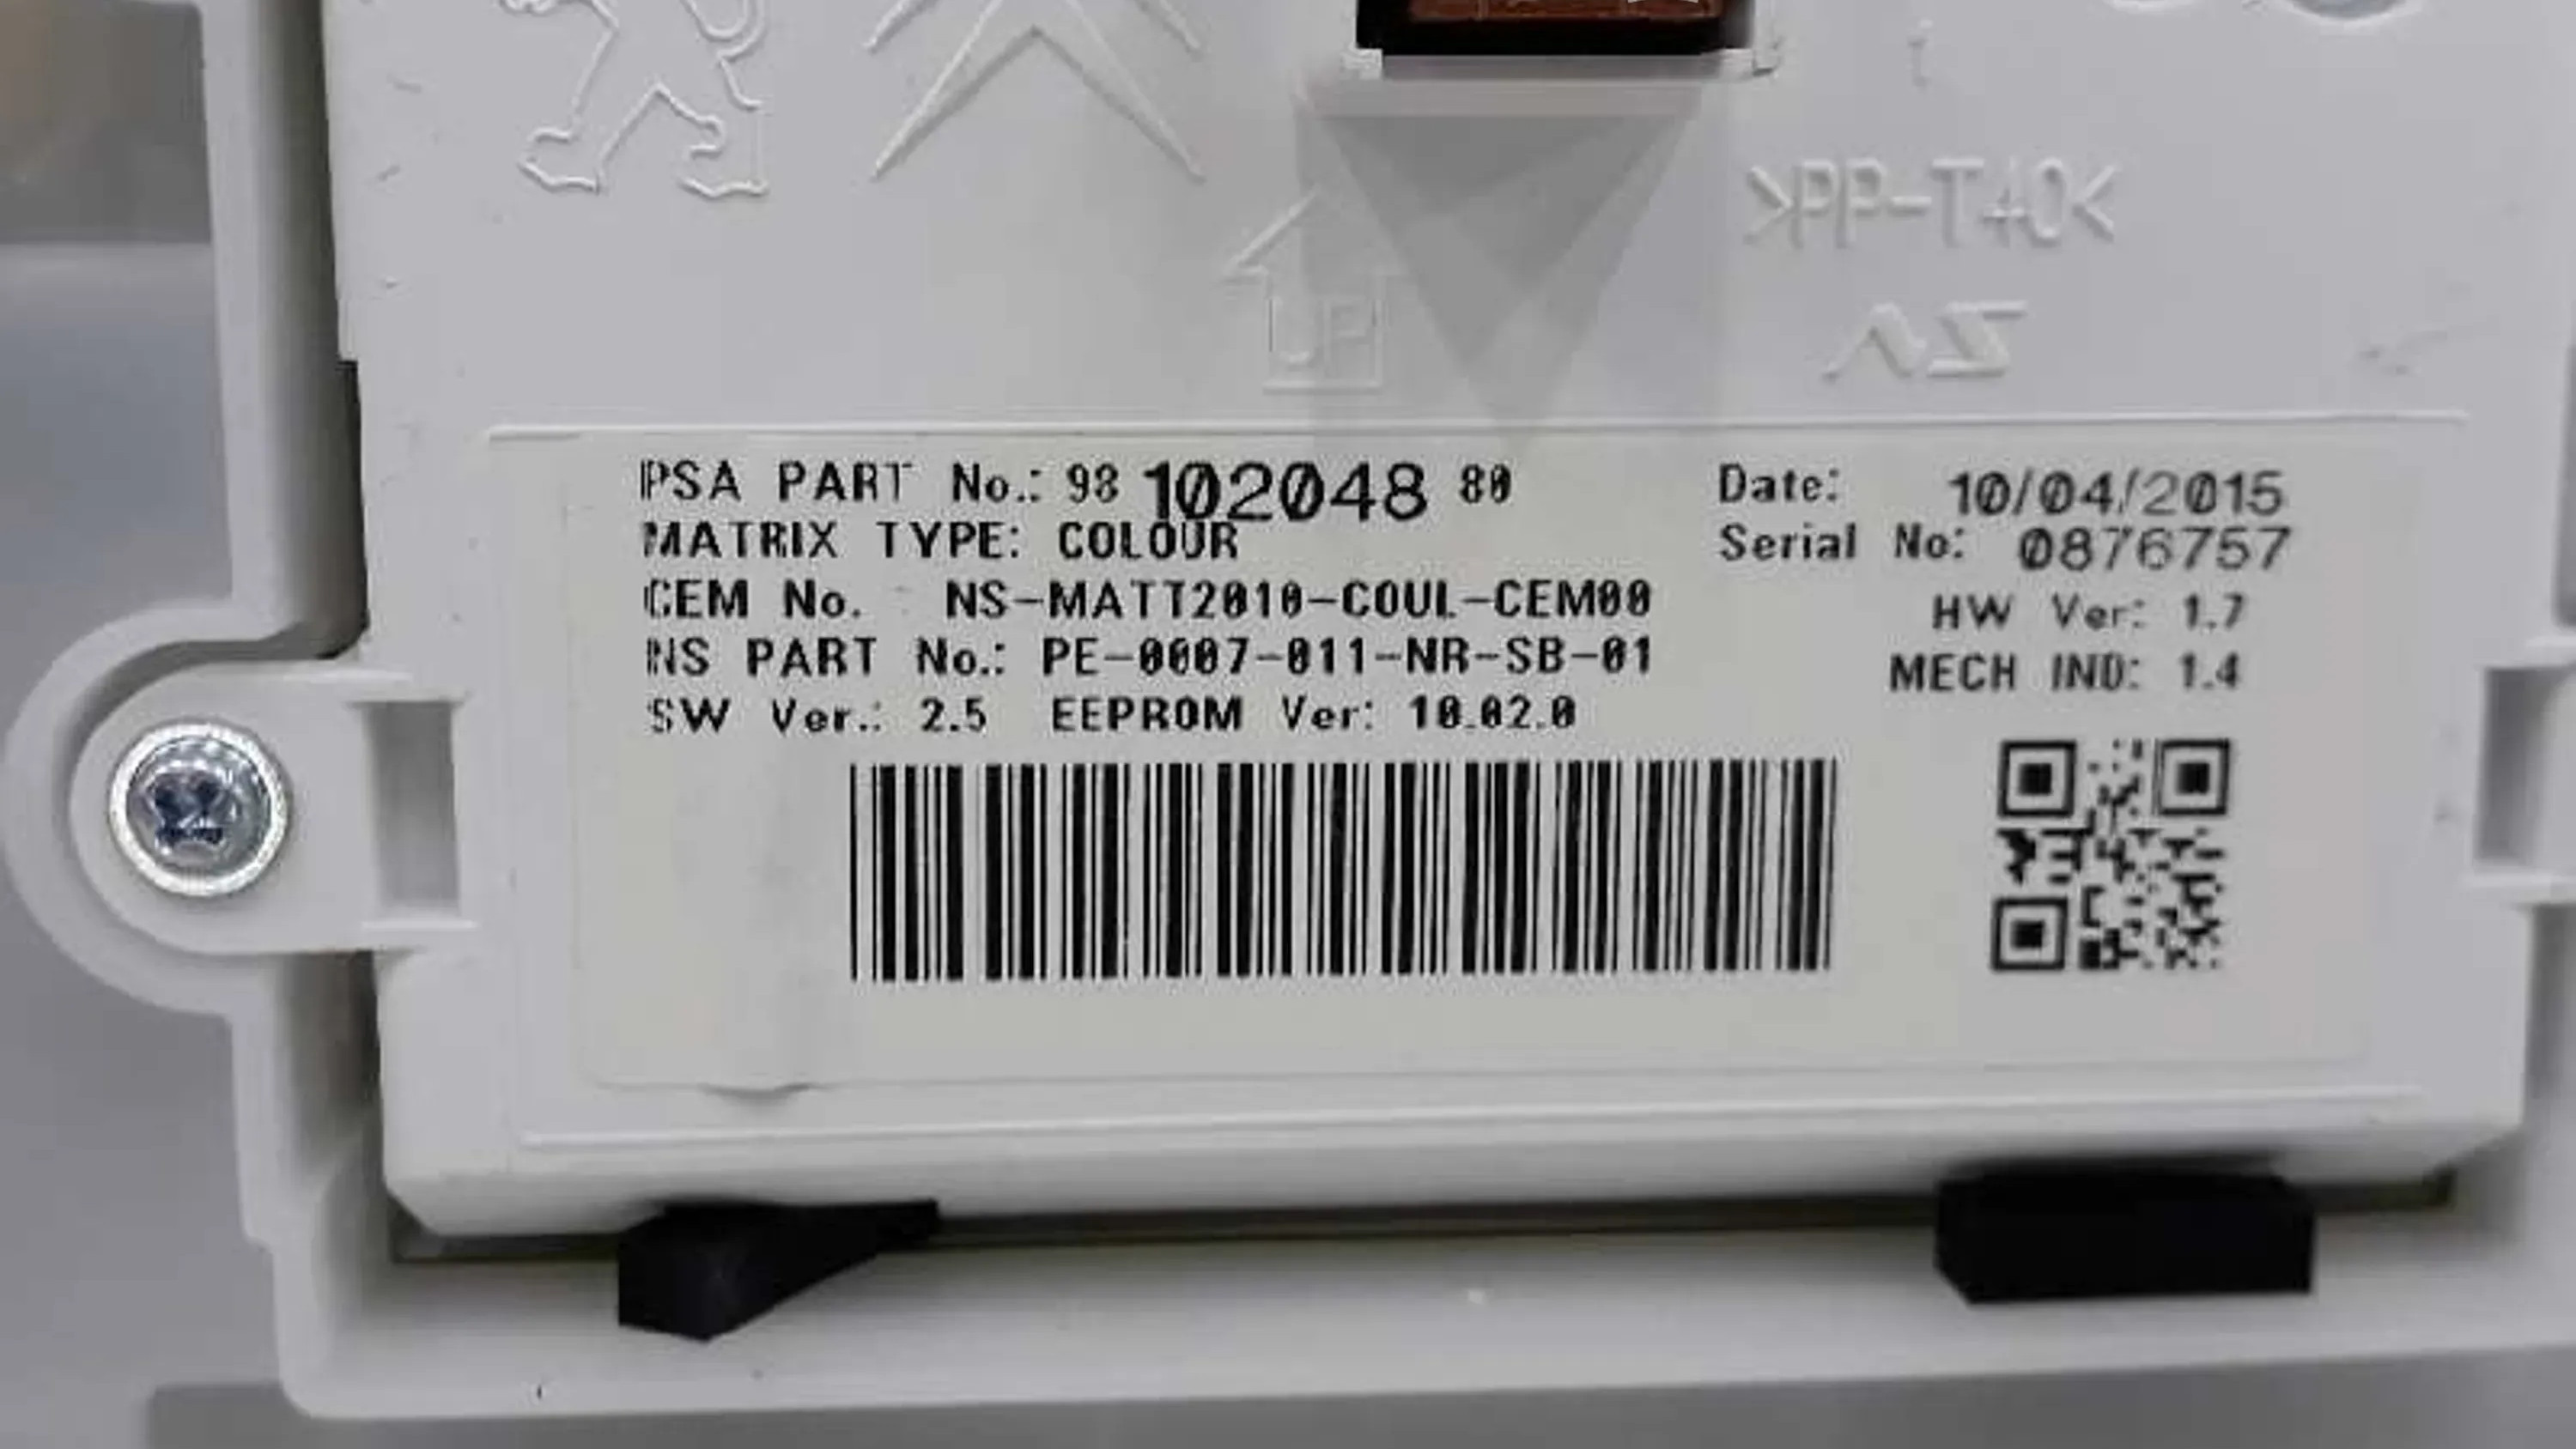 >PP-T40<
UP
NS
PSA PART No.: 98 102048 80
MATRIX TYPE: COLOUR
CEM No. NS-MATT2010-COUL-CEM00
NS PART No.: PE-0007-011-NR-SB-01
SW Ver.: 2.5 EEPROM Ver: 10.02.0
Date: 10/04/2015
Serial No: 0876757
HW Ver: 1.7
MECH IND: 1.4